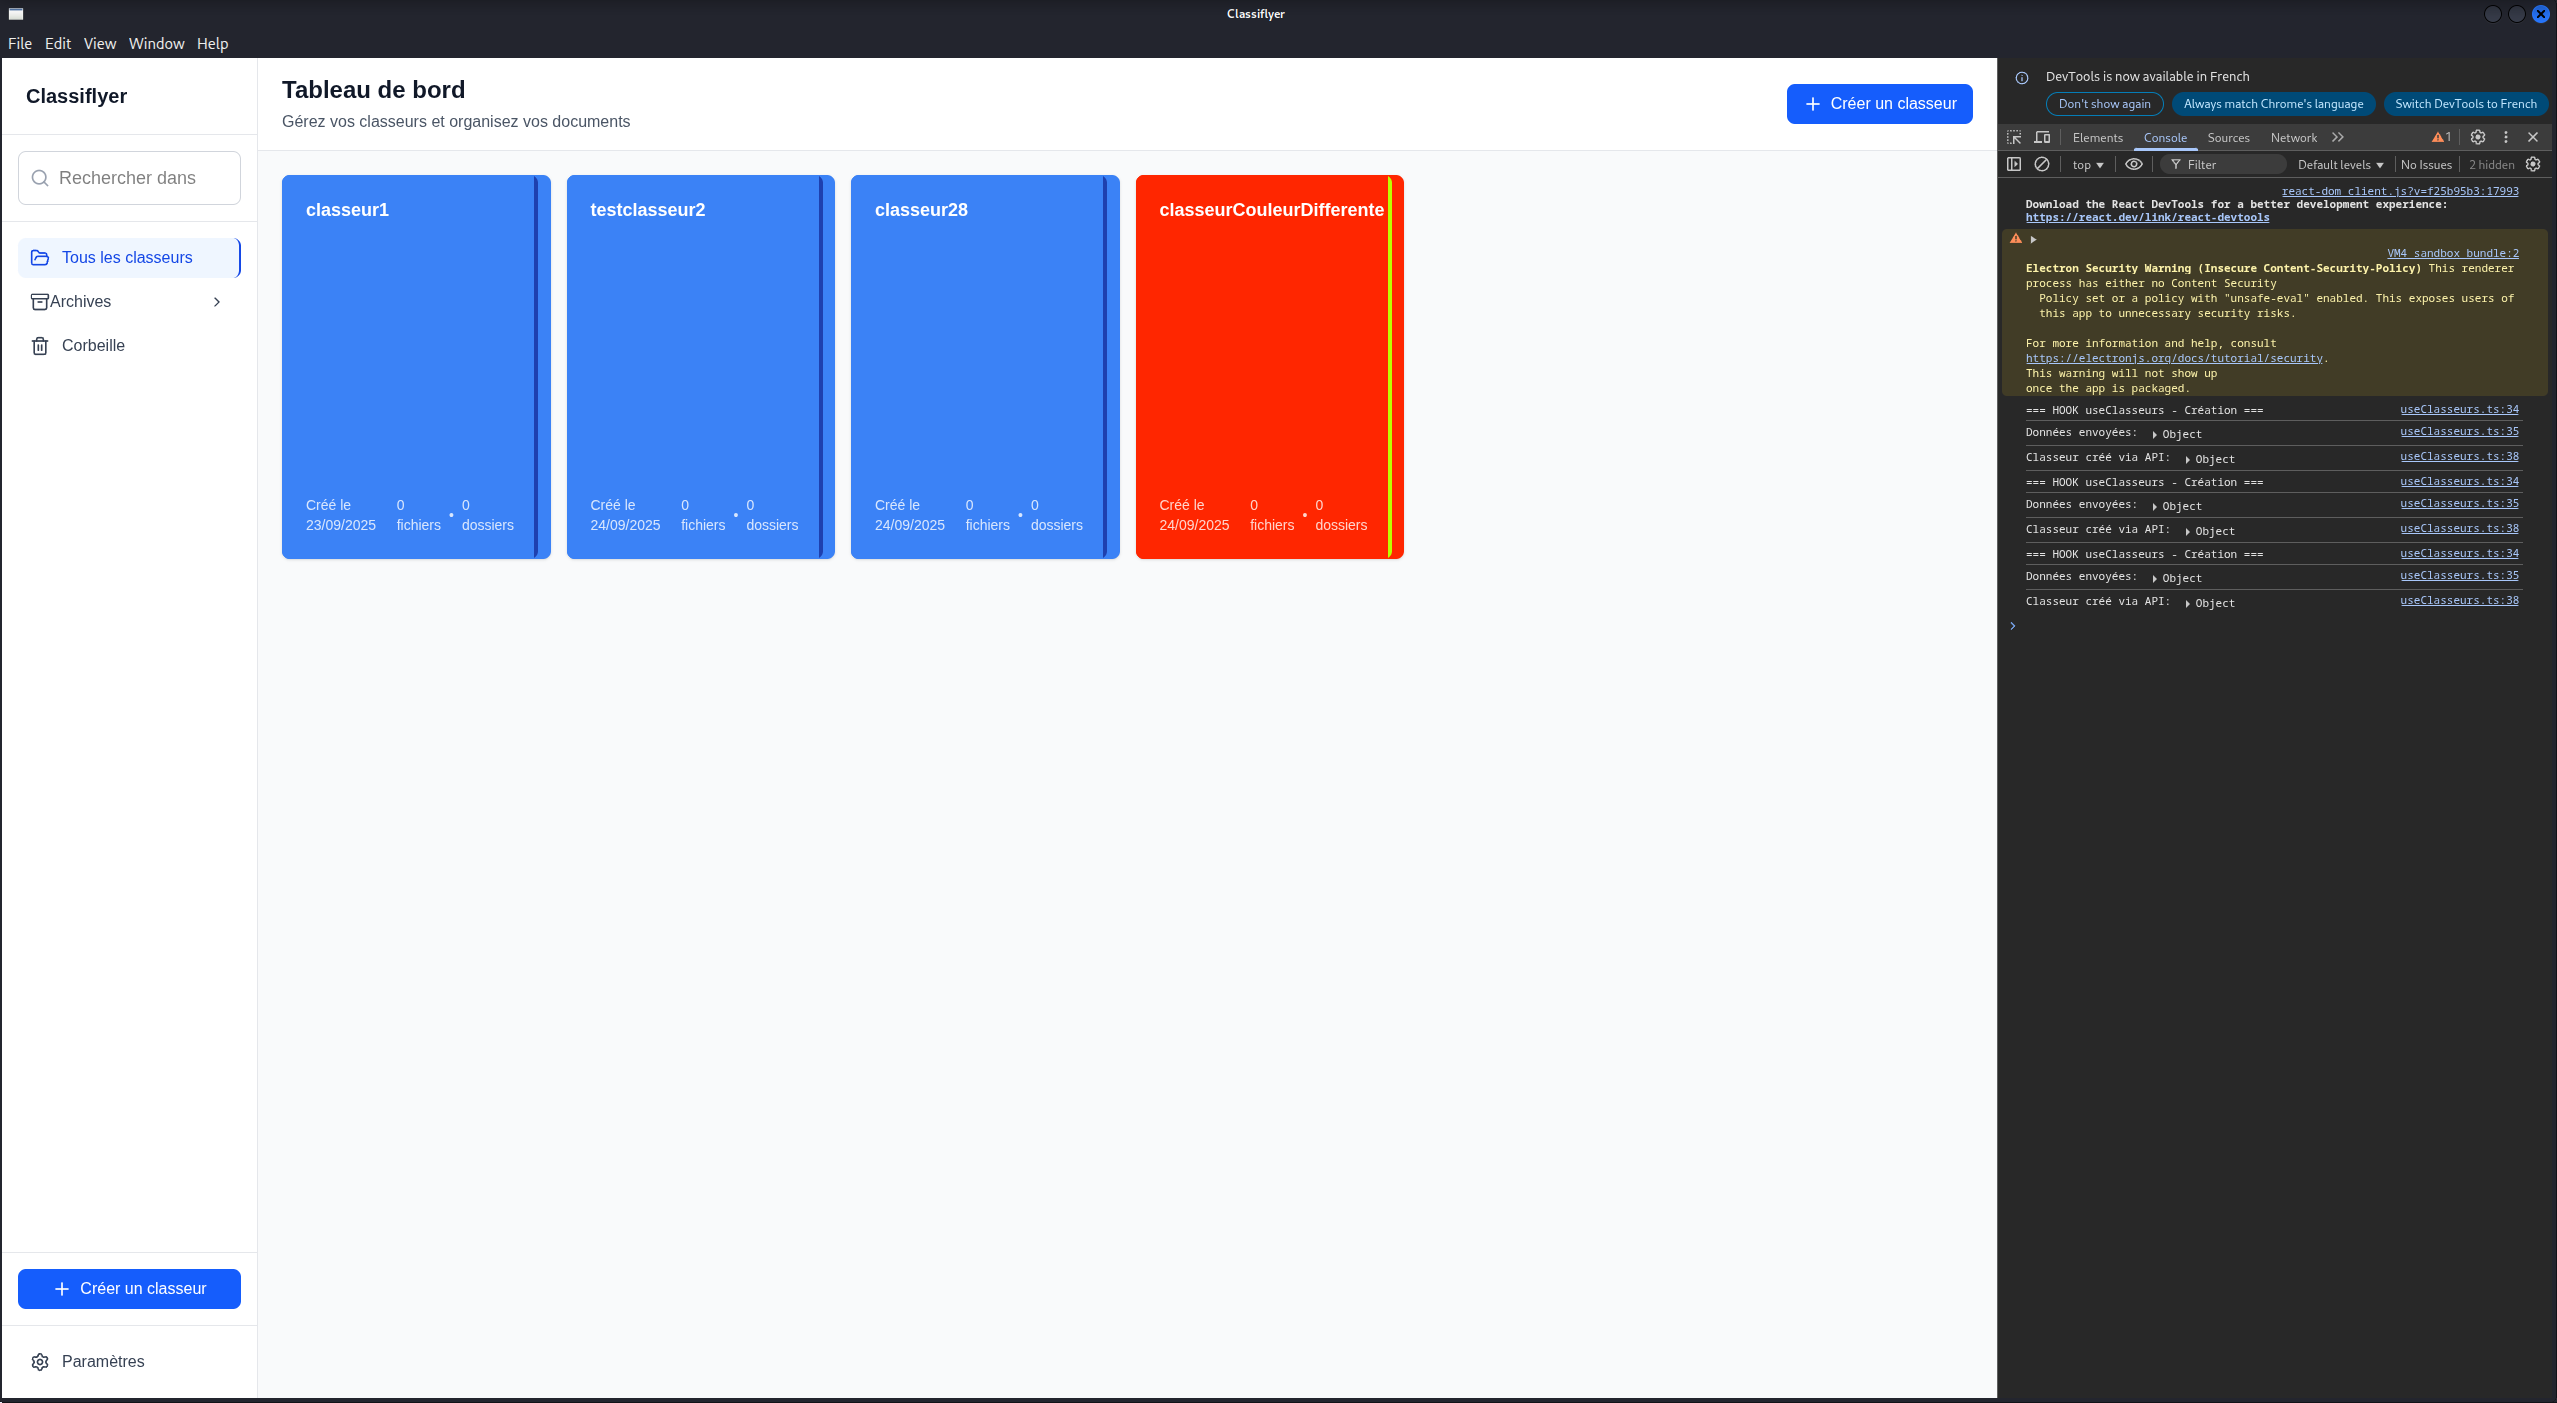 Classiflyer
File Edit View Window Help
Classiflyer
Rechercher dans
Tous les classeurs
Archives
Corbeille
Créer un classeur
Paramètres
Tableau de bord
Gérez vos classeurs et organisez vos documents
Créer un classeur
classeur1
Créé le
23/09/2025
0
fichiers
•
0
dossiers
testclasseur2
Créé le
24/09/2025
0
fichiers
•
0
dossiers
classeur28
Créé le
24/09/2025
0
fichiers
•
0
dossiers
classeurCouleurDifferente
Créé le
24/09/2025
0
fichiers
•
0
dossiers
DevTools is now available in French
Don't show again Always match Chrome's language Switch DevTools to French
Elements Console Sources Network 1
top Filter Default levels No Issues 2 hidden
react-dom_client.js?v=f25b95b3:17993
Download the React DevTools for a better development experience:
https://react.dev/link/react-devtools
VM4 sandbox_bundle:2
Electron Security Warning (Insecure Content-Security-Policy) This renderer
process has either no Content Security
Policy set or a policy with "unsafe-eval" enabled. This exposes users of
this app to unnecessary security risks.
For more information and help, consult
https://electronjs.org/docs/tutorial/security.
This warning will not show up
once the app is packaged.
=== HOOK useClasseurs - Création === useClasseurs.ts:34
Données envoyées: Object useClasseurs.ts:35
Classeur créé via API: Object useClasseurs.ts:38
=== HOOK useClasseurs - Création === useClasseurs.ts:34
Données envoyées: Object useClasseurs.ts:35
Classeur créé via API: Object useClasseurs.ts:38
=== HOOK useClasseurs - Création === useClasseurs.ts:34
Données envoyées: Object useClasseurs.ts:35
Classeur créé via API: Object useClasseurs.ts:38